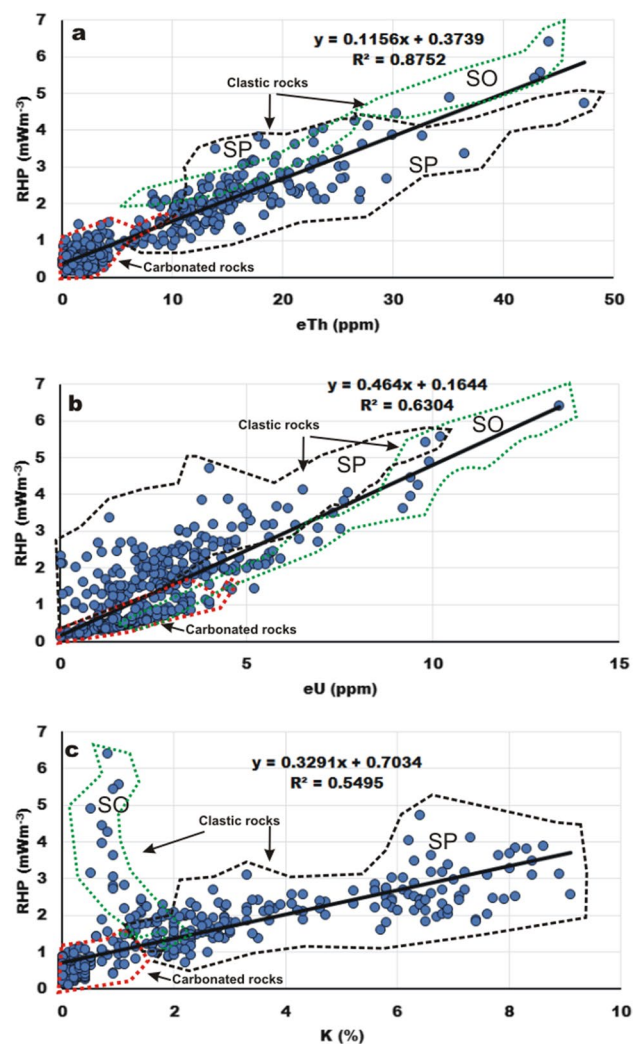 a
y = 0.1156x + 0.3739
R² = 0.8752
Clastic rocks
SO
SP
SP
Carbonated rocks
RHP (mWm-³)
7
6
5
4
3
2
1
0
0 10 20 30 40 50
eTh (ppm)
b
y = 0.464x + 0.1644
R² = 0.6304
Clastic rocks
SO
SP
Carbonated rocks
RHP (mWm-³)
7
6
5
4
3
2
1
0
0 5 10 15
eU (ppm)
c
y = 0.3291x + 0.7034
R² = 0.5495
SO
Clastic rocks
SP
Carbonated rocks
RHP (mWm-³)
7
6
5
4
3
2
1
0
0 2 4 6 8 10
K (%)